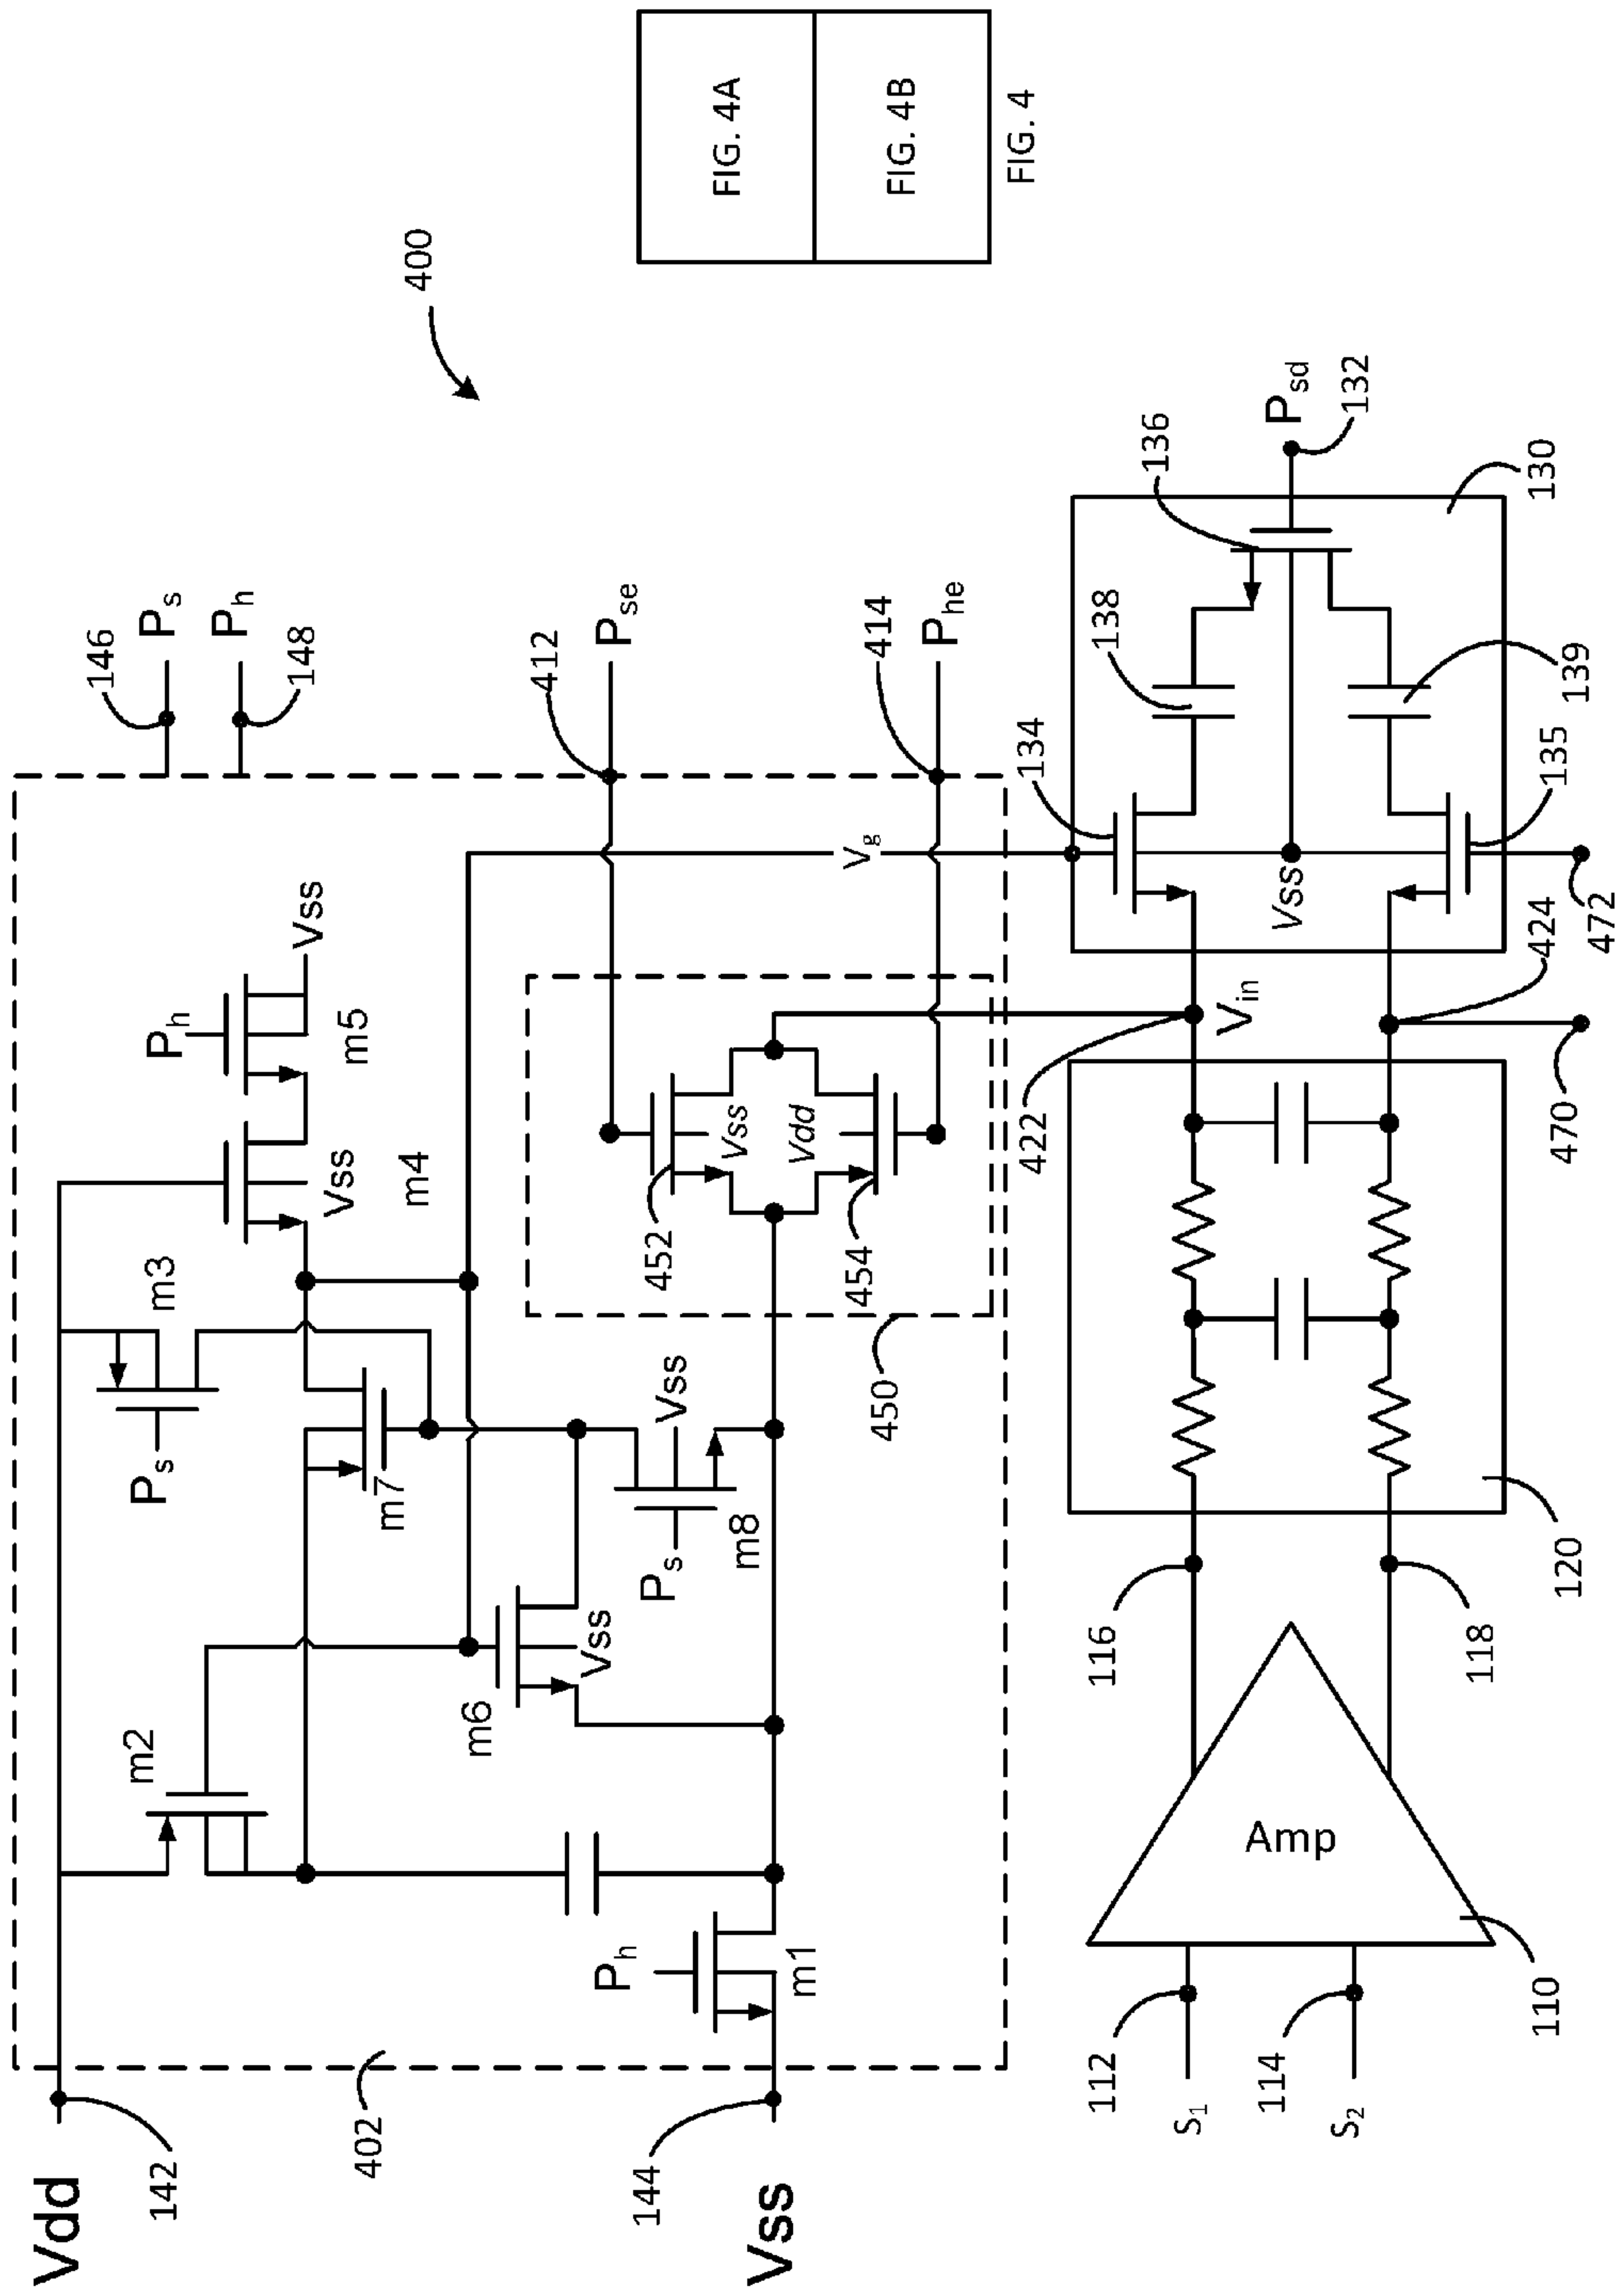 Vdd
142
402
144
Vss
m2
m3
Ps
m7
m6
Vss
Ps
m8
Vss
Ph
m1
Ph
m5
Vss
m4
Vss
146
Ps
148
Ph
412
Pse
414
Phe
452
Vss
Vdd
454
450
Vg
400
FIG. 4A
FIG. 4B
FIG. 4
S1
112
S2
114
Amp
110
116
118
120
422
Vin
424
470
472
134
135
Vss
138
139
136
Psd
132
130